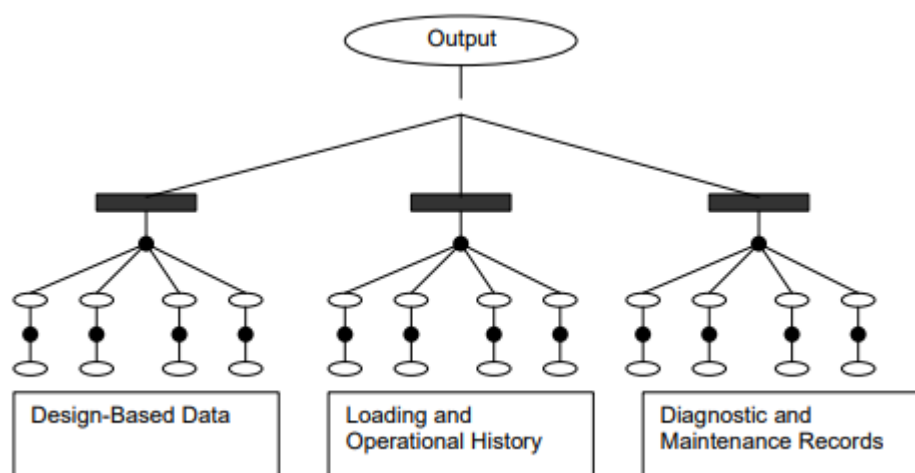 Output
Design-Based Data
Loading and
Operational History
Diagnostic and
Maintenance Records